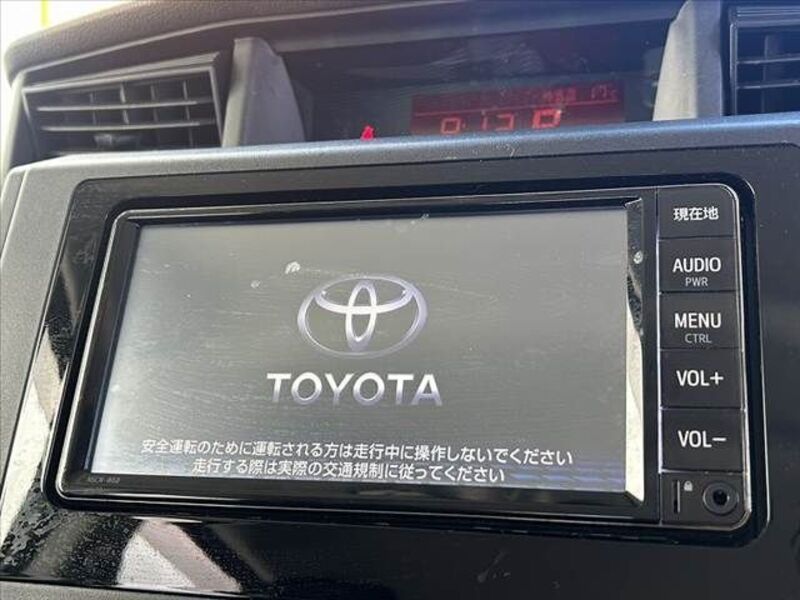 現在地
AUDIO
PWR
MENU
CTRL
VOL+
VOL-
TOYOTA
安全運転のために運転される方は走行中に操作しないでください
走行する際は実際の交通規制に従ってください